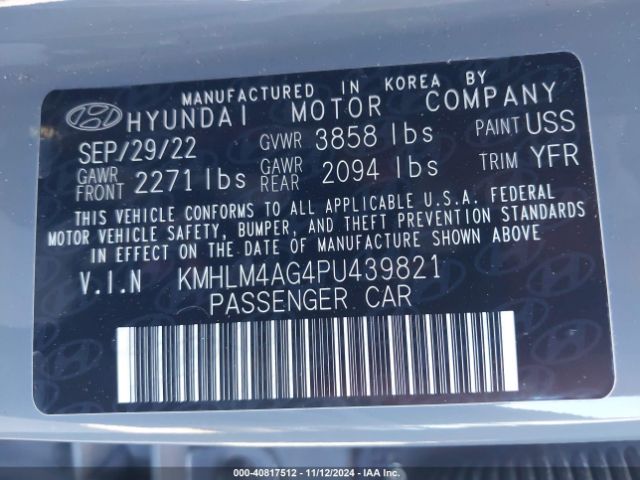 MANUFACTURED IN KOREA BY
HYUNDAI MOTOR COMPANY
SEP/29/22 GVWR 3858 lbs PAINT USS
GAWR FRONT 2271 lbs GAWR REAR 2094 lbs TRIM YFR
THIS VEHICLE CONFORMS TO ALL APPLICABLE U.S.A. FEDERAL
MOTOR VEHICLE SAFETY, BUMPER, AND THEFT PREVENTION STANDARDS
IN EFFECT ON THE DATE OF MANUFACTURE SHOWN ABOVE.
V.I.N KMHLM4AG4PU439821
PASSENGER CAR
000-40817512 - 11/12/2024 - IAA Inc.